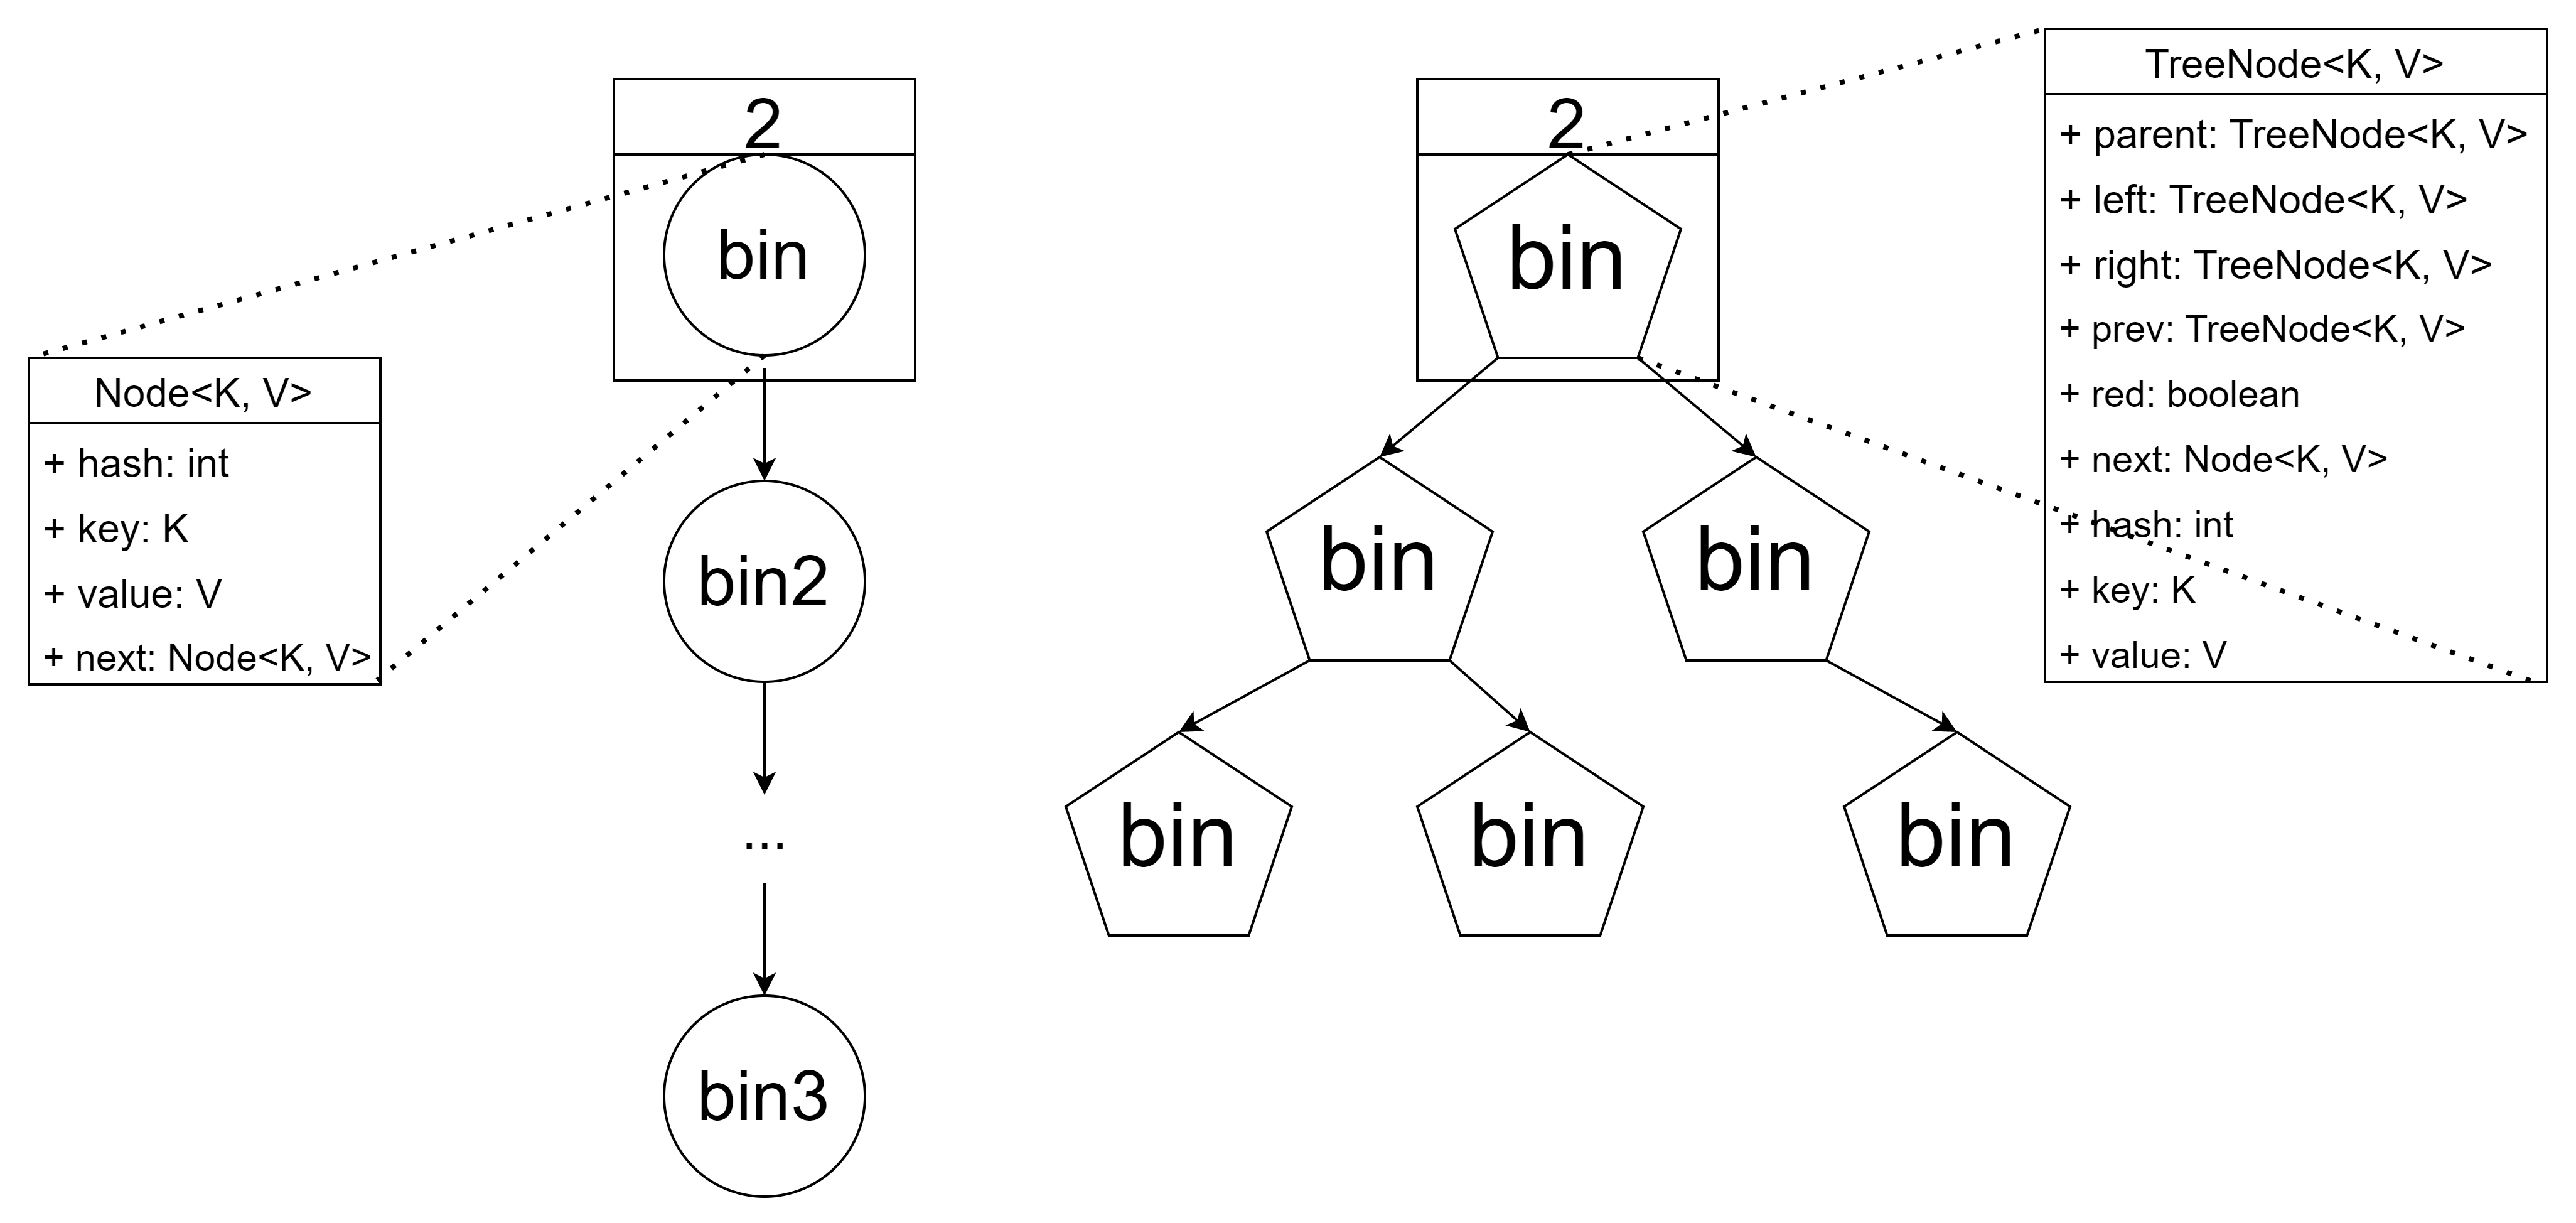 Node<K, V>
+ hash: int
+ key: K
+ value: V
+ next: Node<K, V>
2
bin
bin2
...
bin3
2
bin
bin
bin
bin
bin
bin
TreeNode<K, V>
+ parent: TreeNode<K, V>
+ left: TreeNode<K, V>
+ right: TreeNode<K, V>
+ prev: TreeNode<K, V>
+ red: boolean
+ next: Node<K, V>
+ hash: int
+ key: K
+ value: V